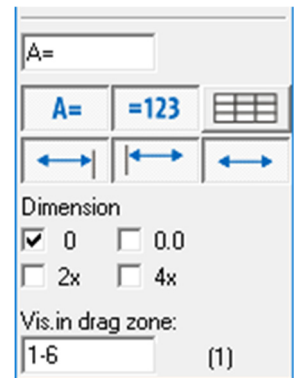 A=
A= =123
Dimension
0 0.0
2x 4x
Vis.in drag zone:
1-6 (1)